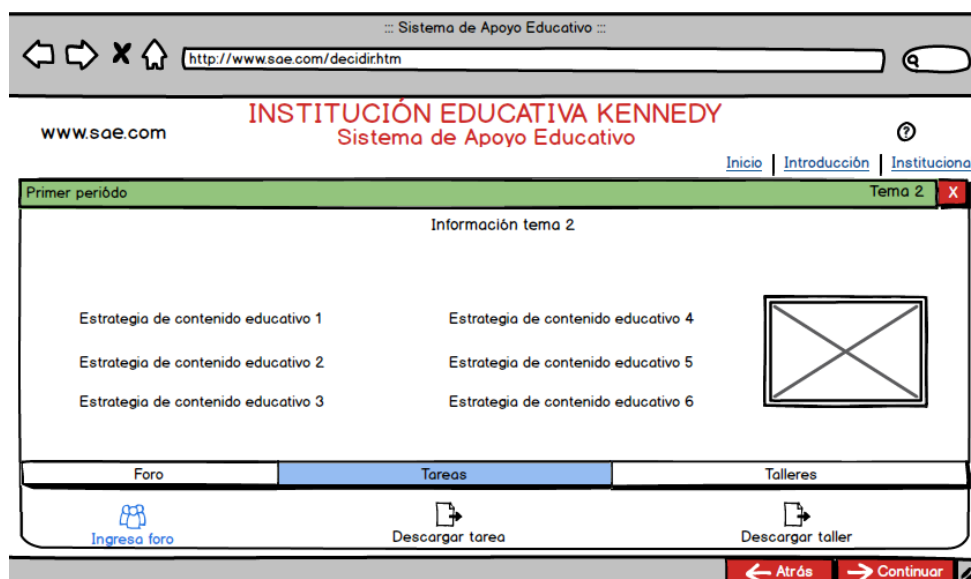 ::: Sistema de Apoyo Educativo :::
http://www.sae.com/decidir.htm
INSTITUCIÓN EDUCATIVA KENNEDY
www.sae.com
Sistema de Apoyo Educativo
?
Inicio | Introducción | Instituciona
Primer periódo Tema 2 X
Información tema 2
Estrategia de contenido educativo 1 Estrategia de contenido educativo 4
Estrategia de contenido educativo 2 Estrategia de contenido educativo 5
Estrategia de contenido educativo 3 Estrategia de contenido educativo 6
Foro Tareas Talleres
Ingresa foro Descargar tarea Descargar taller
Atrás Continuar